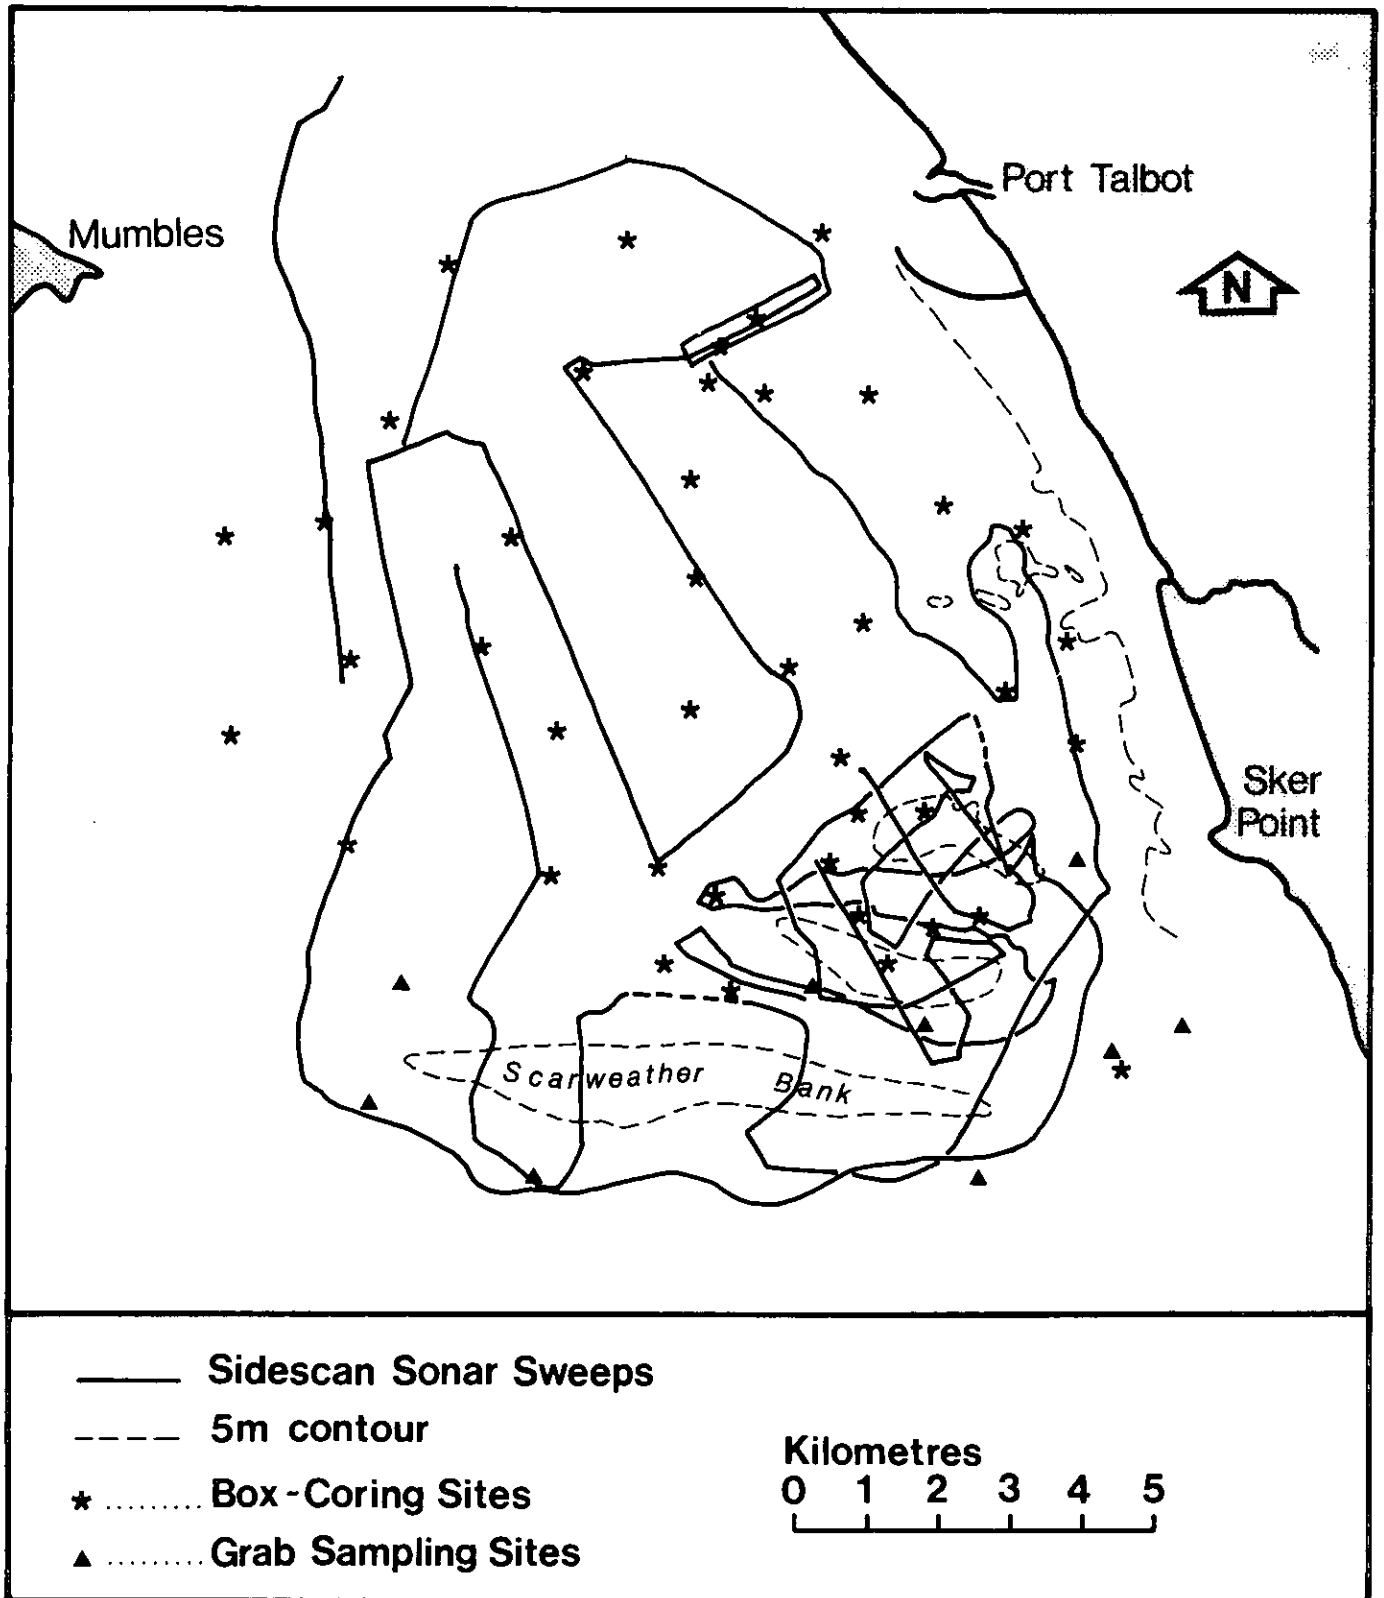 Port Talbot
Mumbles
N
Sker
Point
Scarweather Bank
Sidescan Sonar Sweeps
5m contour
Kilometres
0 1 2 3 4 5
Box-Coring Sites
Grab Sampling Sites